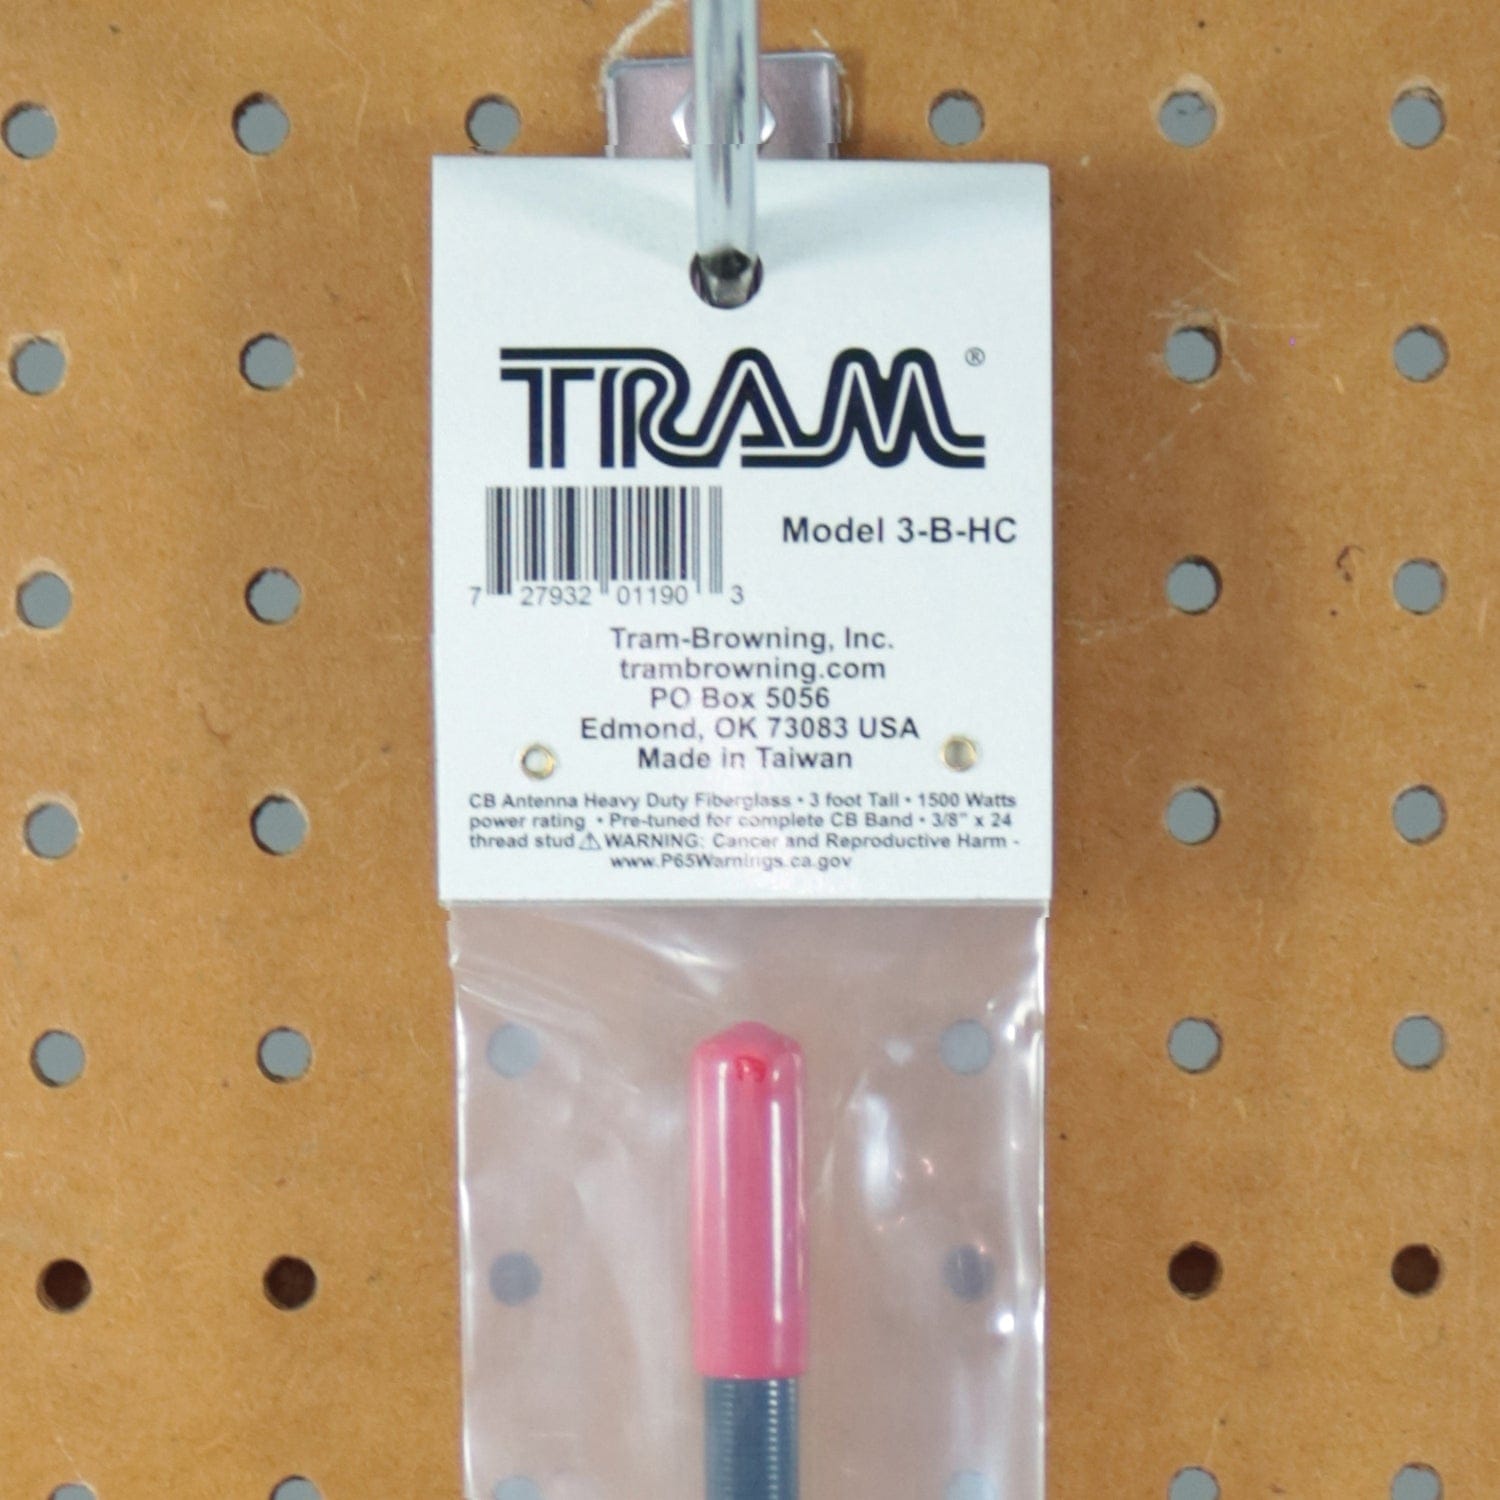 TRAM®
Model 3-B-HC
7 27932 01190 3
Tram-Browning, Inc.
trambrowning.com
PO Box 5056
Edmond, OK 73083 USA
Made in Taiwan
CB Antenna Heavy Duty Fiberglass • 3 foot Tall • 1500 Watts
power rating • Pre-tuned for complete CB Band • 3/8" x 24
thread stud ⚠ WARNING: Cancer and Reproductive Harm -
www.P65Warnings.ca.gov